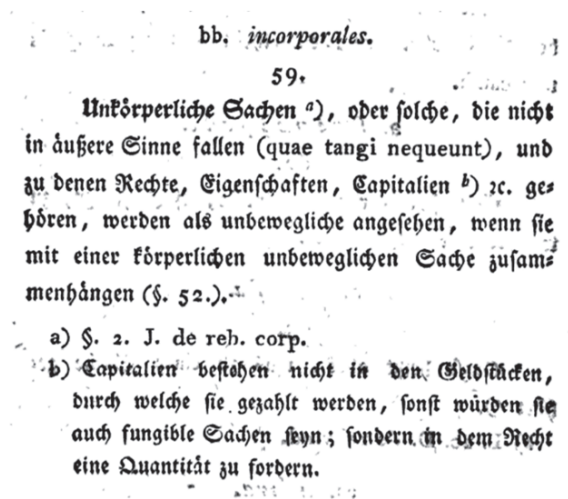 bb. incorporales.
59.
Unkörperliche Sachen a), oder solche, die nicht
in äußere Sinne fallen (quae tangi nequeunt), und
zu denen Rechte, Eigenschaften, Capitalien b) ꝛc. ge⸗
hören, werden als unbewegliche angesehen, wenn sie
mit einer körperlichen unbeweglichen Sache zusam⸗
menhängen (§. 52.).
a) §. 2. J. de reb. corp.
b) Capitalien bestehen nicht in den Geldstücken,
durch welche sie gezahlt werden, sonst würden sie
auch fungible Sachen seyn; sondern in dem Recht
eine Quantität zu fordern.